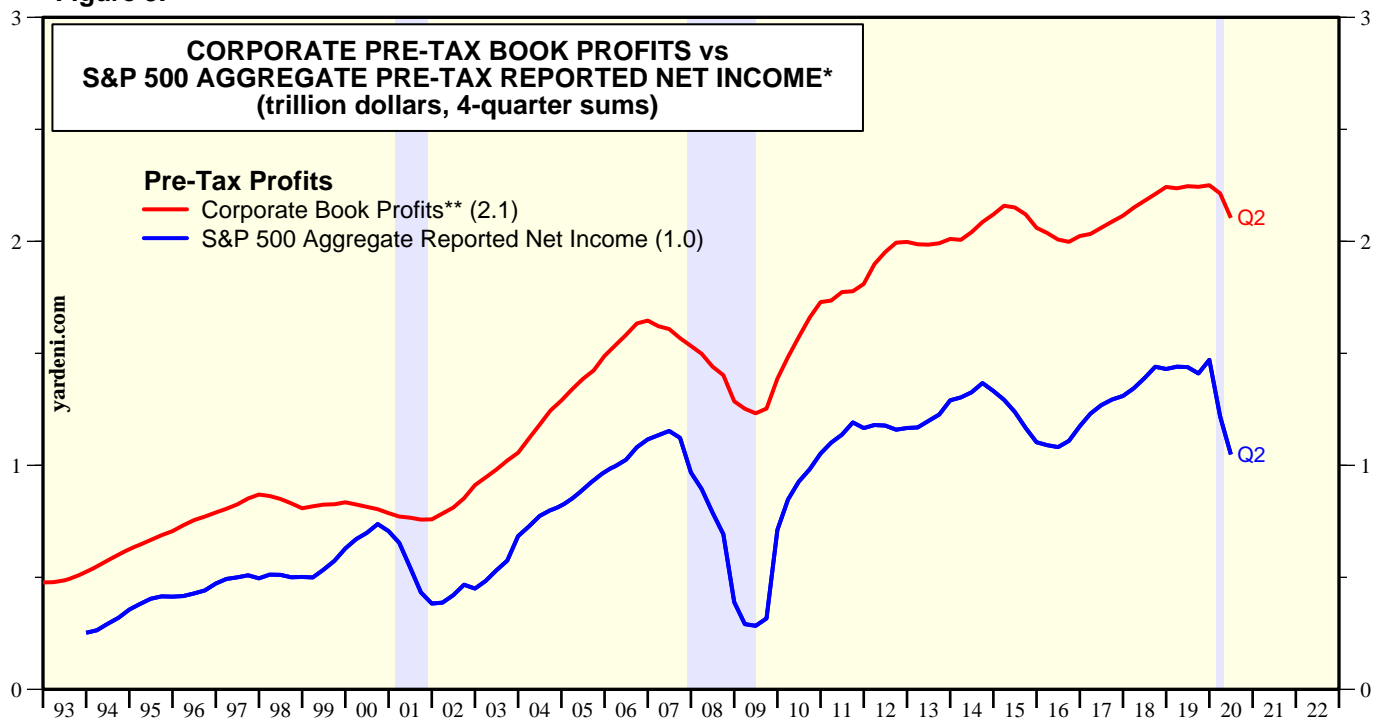 3
3
CORPORATE PRE-TAX BOOK PROFITS vs
S&P 500 AGGREGATE PRE-TAX REPORTED NET INCOME*
(trillion dollars, 4-quarter sums)
Pre-Tax Profits
Corporate Book Profits** (2.1)
S&P 500 Aggregate Reported Net Income (1.0)
Q2
2
2
yardeni.com
1
1
Q2
0
0
93 94 95 96 97 98 99 00 01 02 03 04 05 06 07 08 09 10 11 12 13 14 15 16 17 18 19 20 21 22